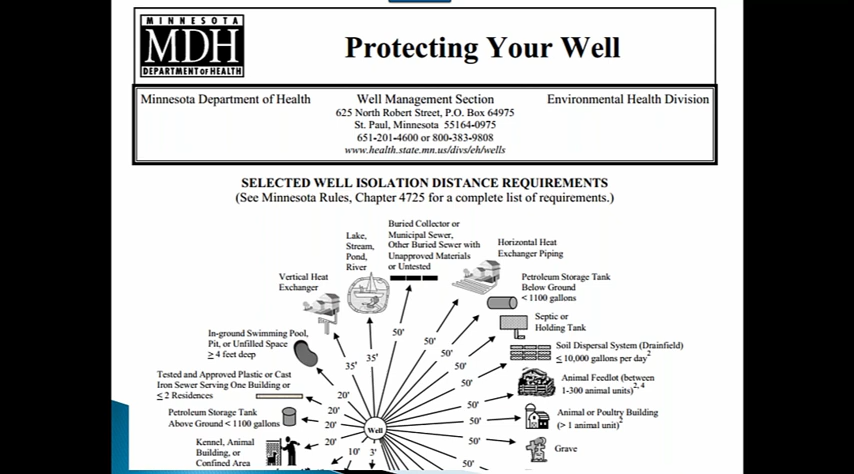 MINNESOTA
MDH
DEPARTMENT OF HEALTH
Protecting Your Well
Minnesota Department of Health
Well Management Section
Environmental Health Division
625 North Robert Street, P.O. Box 64975
St. Paul, Minnesota 55164-0975
651-201-4600 or 800-383-9808
www.health.state.mn.us/divs/eh/wells
SELECTED WELL ISOLATION DISTANCE REQUIREMENTS
(See Minnesota Rules, Chapter 4725 for a complete list of requirements.)
Buried Collector or
Municipal Sewer,
Other Buried Sewer with
Unapproved Materials
or Untested
Lake,
Stream,
Pond,
River
Horizontal Heat
Exchanger Piping
Vertical Heat
Exchanger
Petroleum Storage Tank
Below Ground
< 1100 gallons
Septic or
Holding Tank
In-ground Swimming Pool,
Pit, or Unfilled Space
≥ 4 feet deep
Soil Dispersal System (Drainfield)
≤ 10,000 gallons per day²
Tested and Approved Plastic or Cast
Iron Sewer Serving One Building or
≤ 2 Residences
Animal Feedlot (between
1-300 animal units)²,⁴
Petroleum Storage Tank
Above Ground < 1100 gallons
Animal or Poultry Building
(> 1 animal unit)²
Kennel, Animal
Building, or
Confined Area
Grave
50'
50'
50'
50'
35'
35'
50'
50'
20'
50'
20'
50'
20'
50'
Well
10'
3'
50'